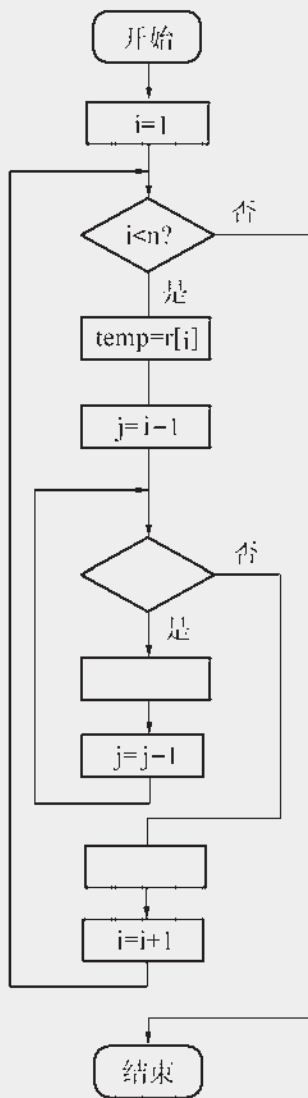 开始
i=1
i<n?
否
是
temp=r[i]
j=i-1
否
是
j=j-1
i=i+1
结束